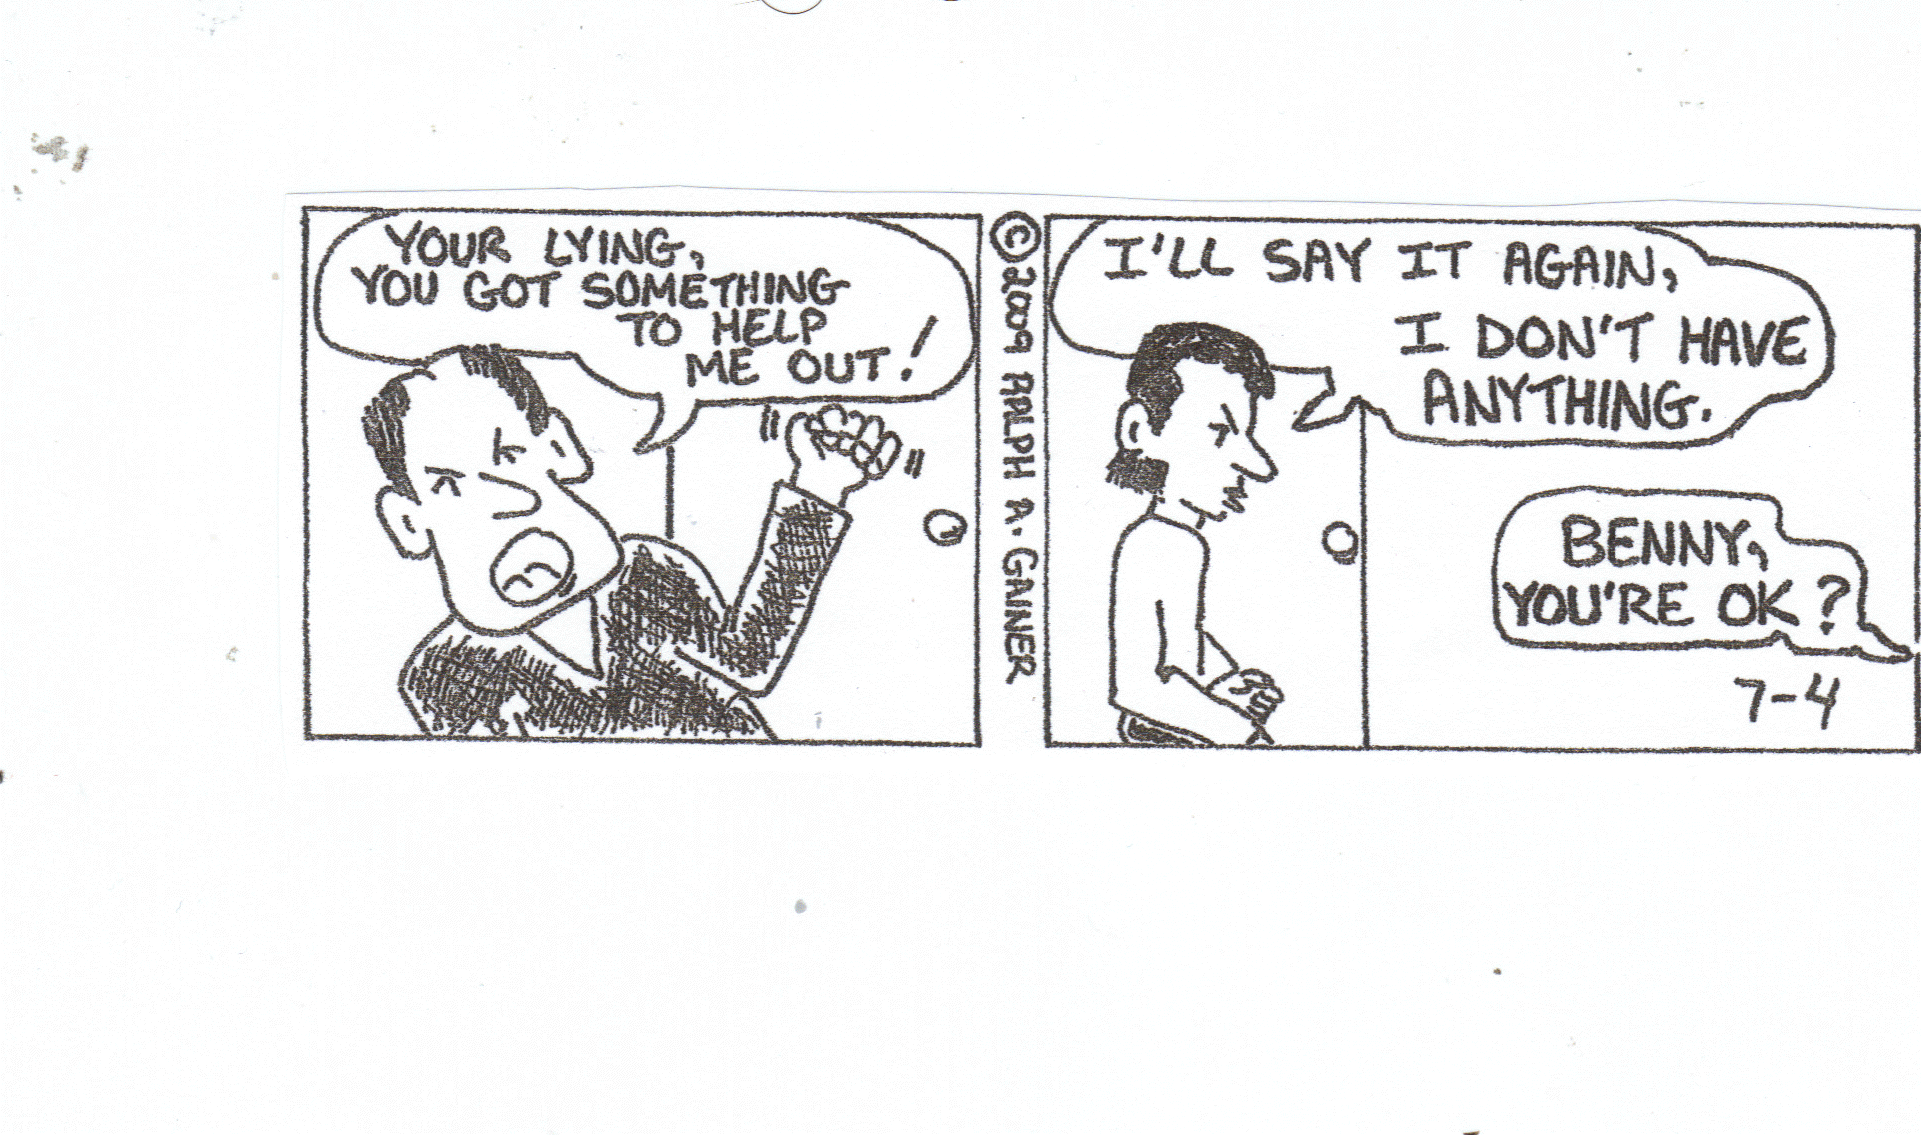 YOUR LYING,
YOU GOT SOMETHING
TO HELP
ME OUT!
© 2009 RALPH A. GAINER
I'LL SAY IT AGAIN,
I DON'T HAVE
ANYTHING.
BENNY,
YOU'RE OK?
7-4